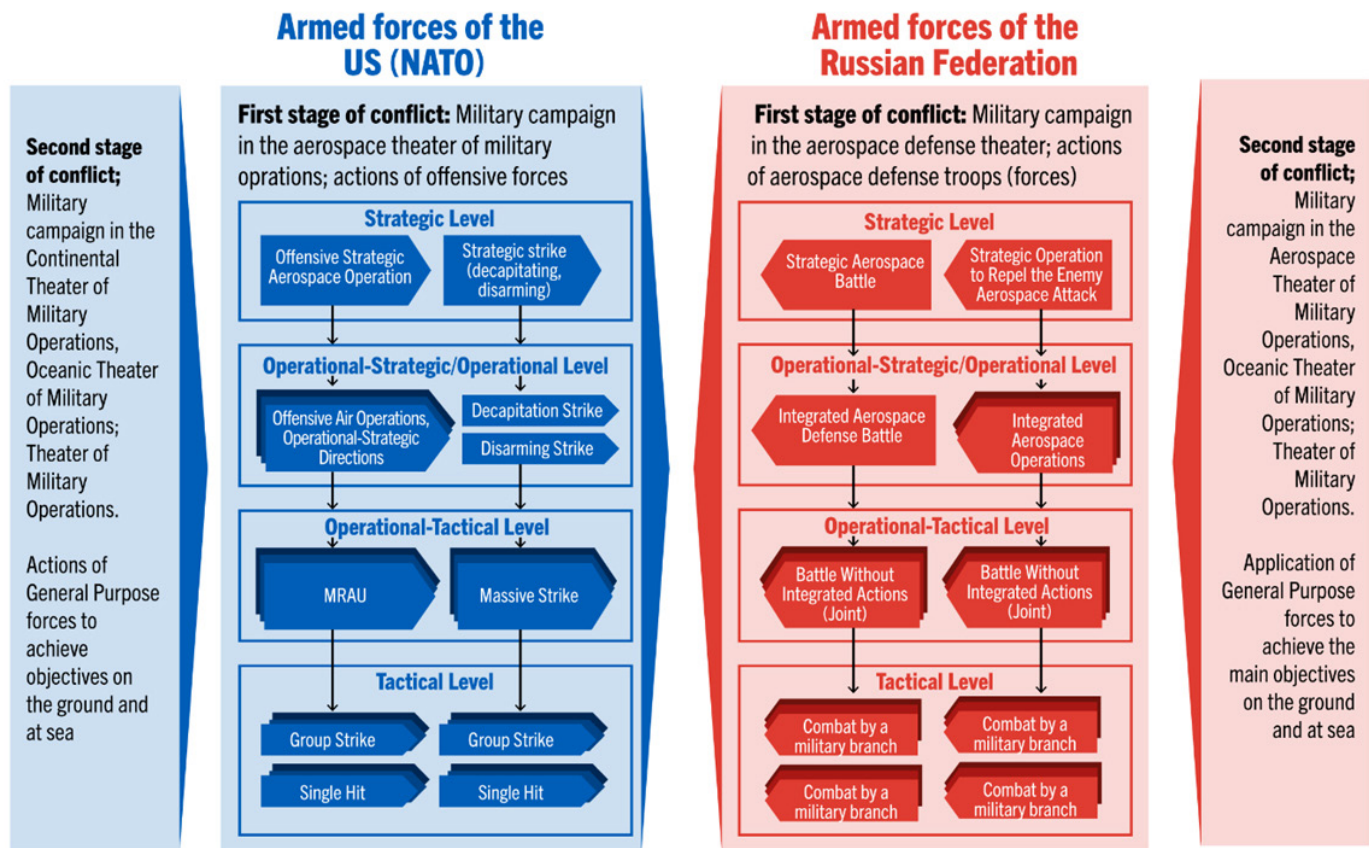 Armed forces of the
US (NATO)
Armed forces of the
Russian Federation
Second stage
of conflict;
Military
campaign in the
Continental
Theater of
Military
Operations,
Oceanic Theater
of Military
Operations;
Theater of
Military
Operations.
Actions of
General Purpose
forces to
achieve
objectives on
the ground and
at sea
First stage of conflict: Military campaign
in the aerospace theater of military
oprations; actions of offensive forces
Strategic Level
Offensive Strategic
Aerospace Operation
Strategic strike
(decapitating,
disarming)
Operational-Strategic/Operational Level
Offensive Air Operations,
Operational-Strategic
Directions
Decapitation Strike
Disarming Strike
Operational-Tactical Level
MRAU
Massive Strike
Tactical Level
Group Strike
Group Strike
Single Hit
Single Hit
First stage of conflict: Military campaign
in the aerospace defense theater; actions
of aerospace defense troops (forces)
Strategic Level
Strategic Aerospace
Battle
Strategic Operation
to Repel the Enemy
Aerospace Attack
Operational-Strategic/Operational Level
Integrated Aerospace
Defense Battle
Integrated
Aerospace
Operations
Operational-Tactical Level
Battle Without
Integrated Actions
(Joint)
Battle Without
Integrated Actions
(Joint)
Tactical Level
Combat by a
military branch
Combat by a
military branch
Combat by a
military branch
Combat by a
military branch
Second stage
of conflict;
Military
campaign in the
Aerospace
Theater of
Military
Operations,
Oceanic Theater
of Military
Operations;
Theater of
Military
Operations.
Application of
General Purpose
forces to
achieve the
main objectives
on the ground
and at sea